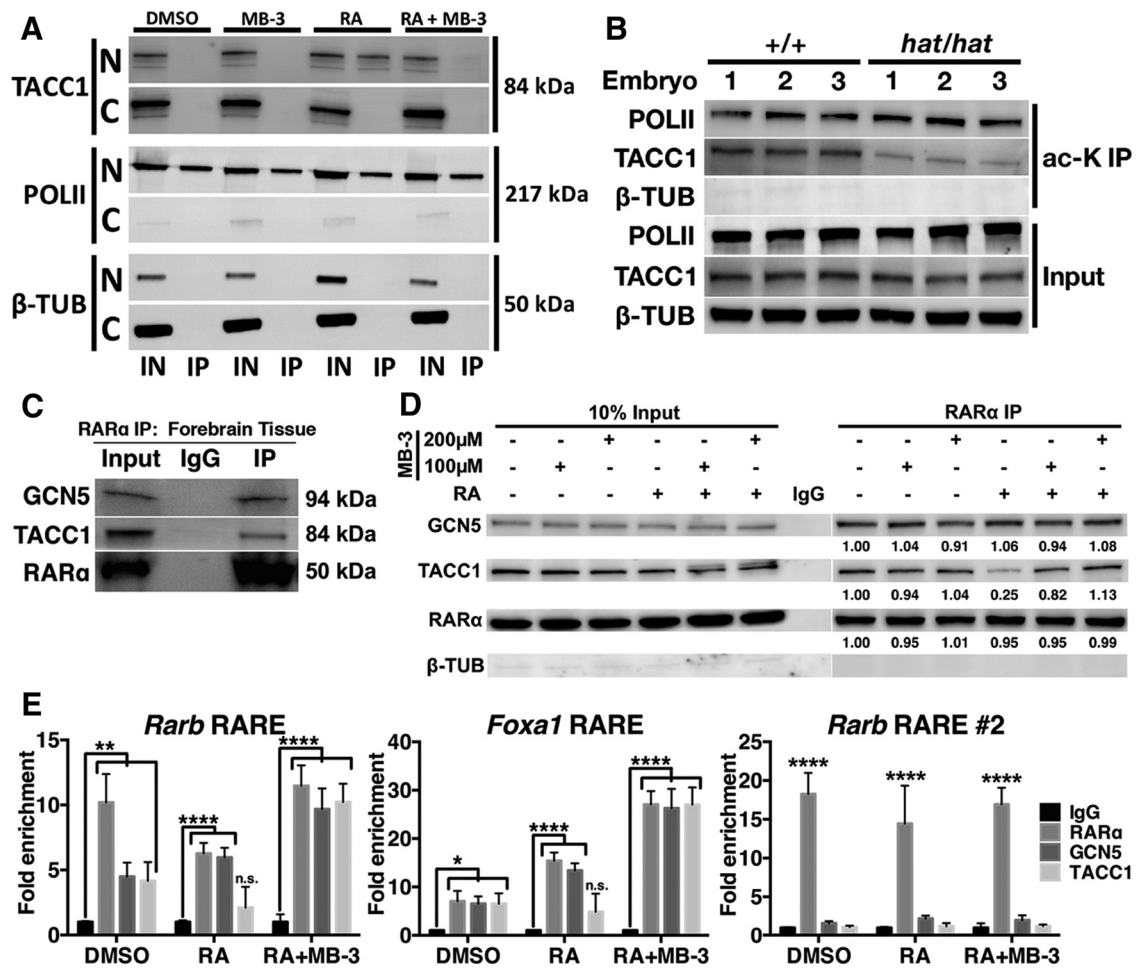 A
DMSO MB-3 RA RA + MB-3
TACC1 N C 84 kDa
POLII N C 217 kDa
β-TUB N C 50 kDa
IN IP IN IP IN IP IN IP
B
+/+ hat/hat
Embryo 1 2 3 1 2 3
POLII
TACC1 ac-K IP
β-TUB
POLII
TACC1 Input
β-TUB
C
RARα IP: Forebrain Tissue
Input IgG IP
GCN5 94 kDa
TACC1 84 kDa
RARα 50 kDa
D
10% Input RARα IP
MB-3
200µM - - + - - + - - + - - +
100µM - + - - + - - + - - + -
RA - - - + + + IgG - - - + + +
GCN5
1.00 1.04 0.91 1.06 0.94 1.08
TACC1
1.00 0.94 1.04 0.25 0.82 1.13
RARα
1.00 0.95 1.01 0.95 0.95 0.99
β-TUB
E
Rarb RARE
Fold enrichment
15
10
5
0
**
****
n.s.
****
DMSO RA RA+MB-3
Foxa1 RARE
Fold enrichment
40
30
20
10
0
*
****
n.s.
****
DMSO RA RA+MB-3
Rarb RARE #2
Fold enrichment
25
20
15
10
5
0
**** **** ****
DMSO RA RA+MB-3
IgG
RARα
GCN5
TACC1